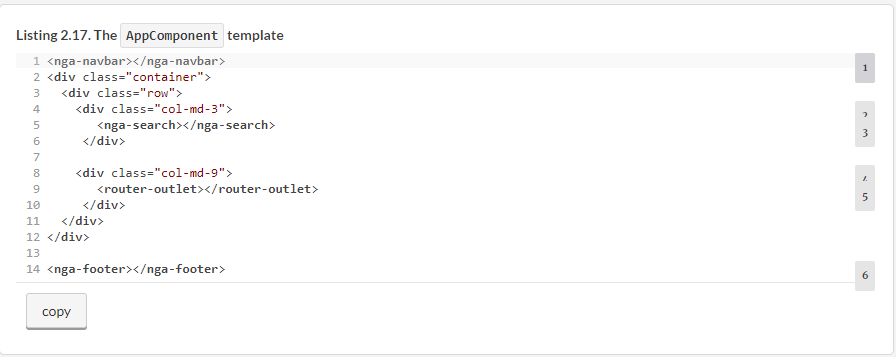 Listing 2.17. The AppComponent template
1 <nga-navbar></nga-navbar> 1
2 <div class="container">
3 <div class="row">
4 <div class="col-md-3"> 2
5 <nga-search></nga-search> 3
6 </div>
7
8 <div class="col-md-9"> 4
9 <router-outlet></router-outlet> 5
10 </div>
11 </div>
12 </div>
13
14 <nga-footer></nga-footer> 6
copy